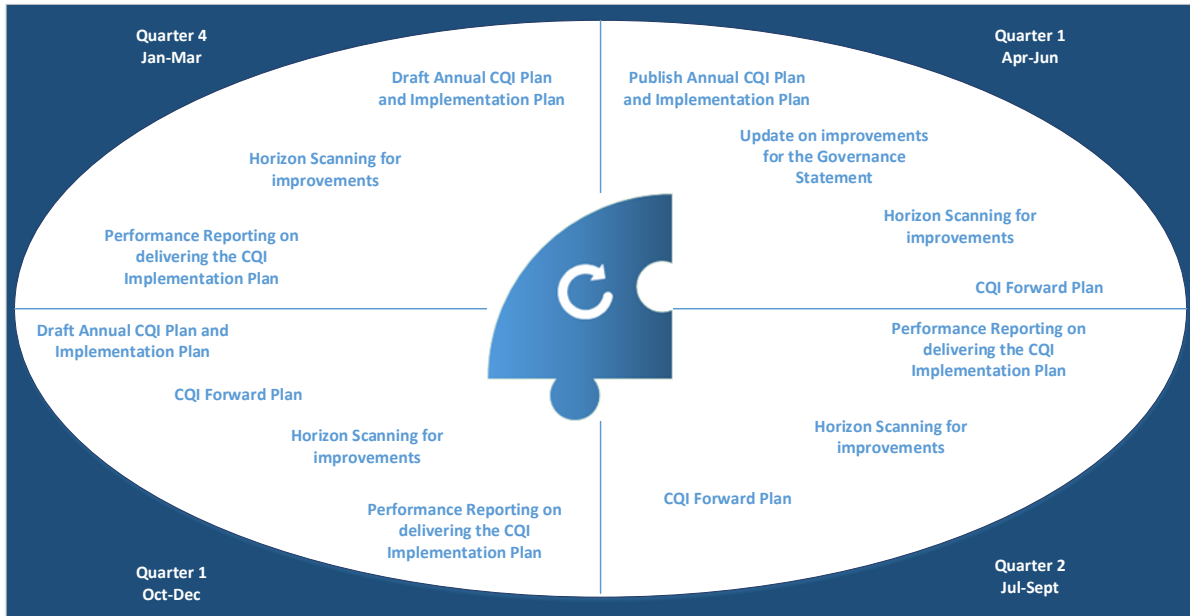 Quarter 4
Jan-Mar
Quarter 1
Apr-Jun
Draft Annual CQI Plan
and Implementation Plan
Publish Annual CQI Plan
and Implementation Plan
Update on improvements
for the Governance
Statement
Horizon Scanning for
improvements
Horizon Scanning for
improvements
Performance Reporting on
delivering the CQI
Implementation Plan
CQI Forward Plan
Draft Annual CQI Plan and
Implementation Plan
Performance Reporting on
delivering the CQI
Implementation Plan
CQI Forward Plan
Horizon Scanning for
improvements
Horizon Scanning for
improvements
CQI Forward Plan
Performance Reporting on
delivering the CQI
Implementation Plan
Quarter 1
Oct-Dec
Quarter 2
Jul-Sept